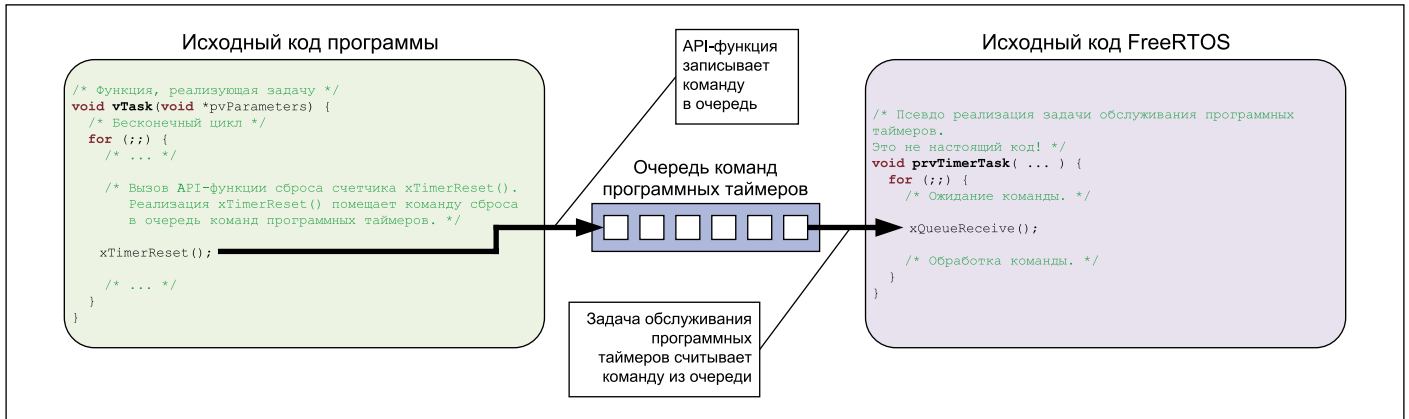 Исходный код программы
/* Функция, реализующая задачу */
void vTask(void *pvParameters) {
/* Бесконечный цикл */
for (;;) {
/* ... */
/* Вызов API-функции сброса счетчика xTimerReset().
Реализация xTimerReset() помещает команду сброса
в очередь команд программных таймеров. */
xTimerReset();
/* ... */
}
}
API-функция
записывает
команду
в очередь
Очередь команд
программных таймеров
Задача обслуживания
программных
таймеров считывает
команду из очереди
Исходный код FreeRTOS
/* Псевдо реализация задачи обслуживания программных
таймеров.
Это не настоящий код! */
void prvTimerTask( ... ) {
for (;;) {
/* Ожидание команды. */
xQueueReceive();
/* Обработка команды. */
}
}